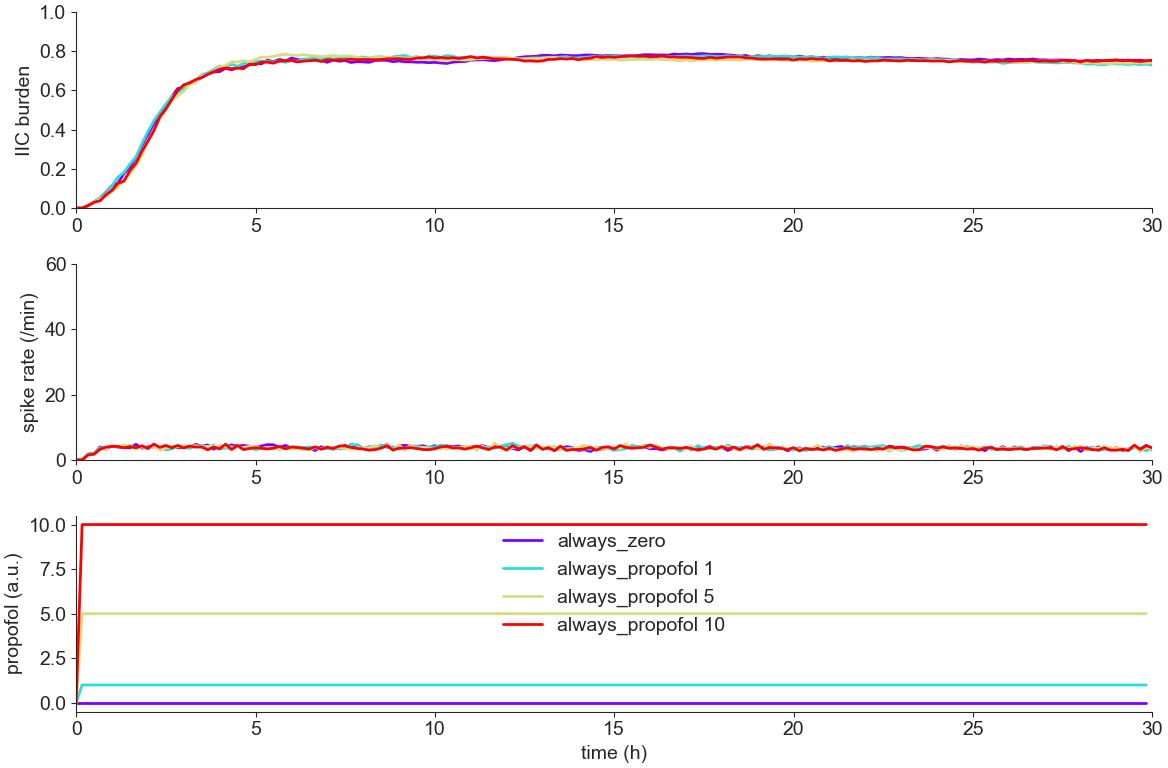 1.0
0.8
0.6
0.4
0.2
0.0
IIC burden
0 5 10 15 20 25 30
60
40
20
0
spike rate (/min)
0 5 10 15 20 25 30
10.0
7.5
5.0
2.5
0.0
propofol (a.u.)
always_zero
always_propofol 1
always_propofol 5
always_propofol 10
0 5 10 15 20 25 30
time (h)